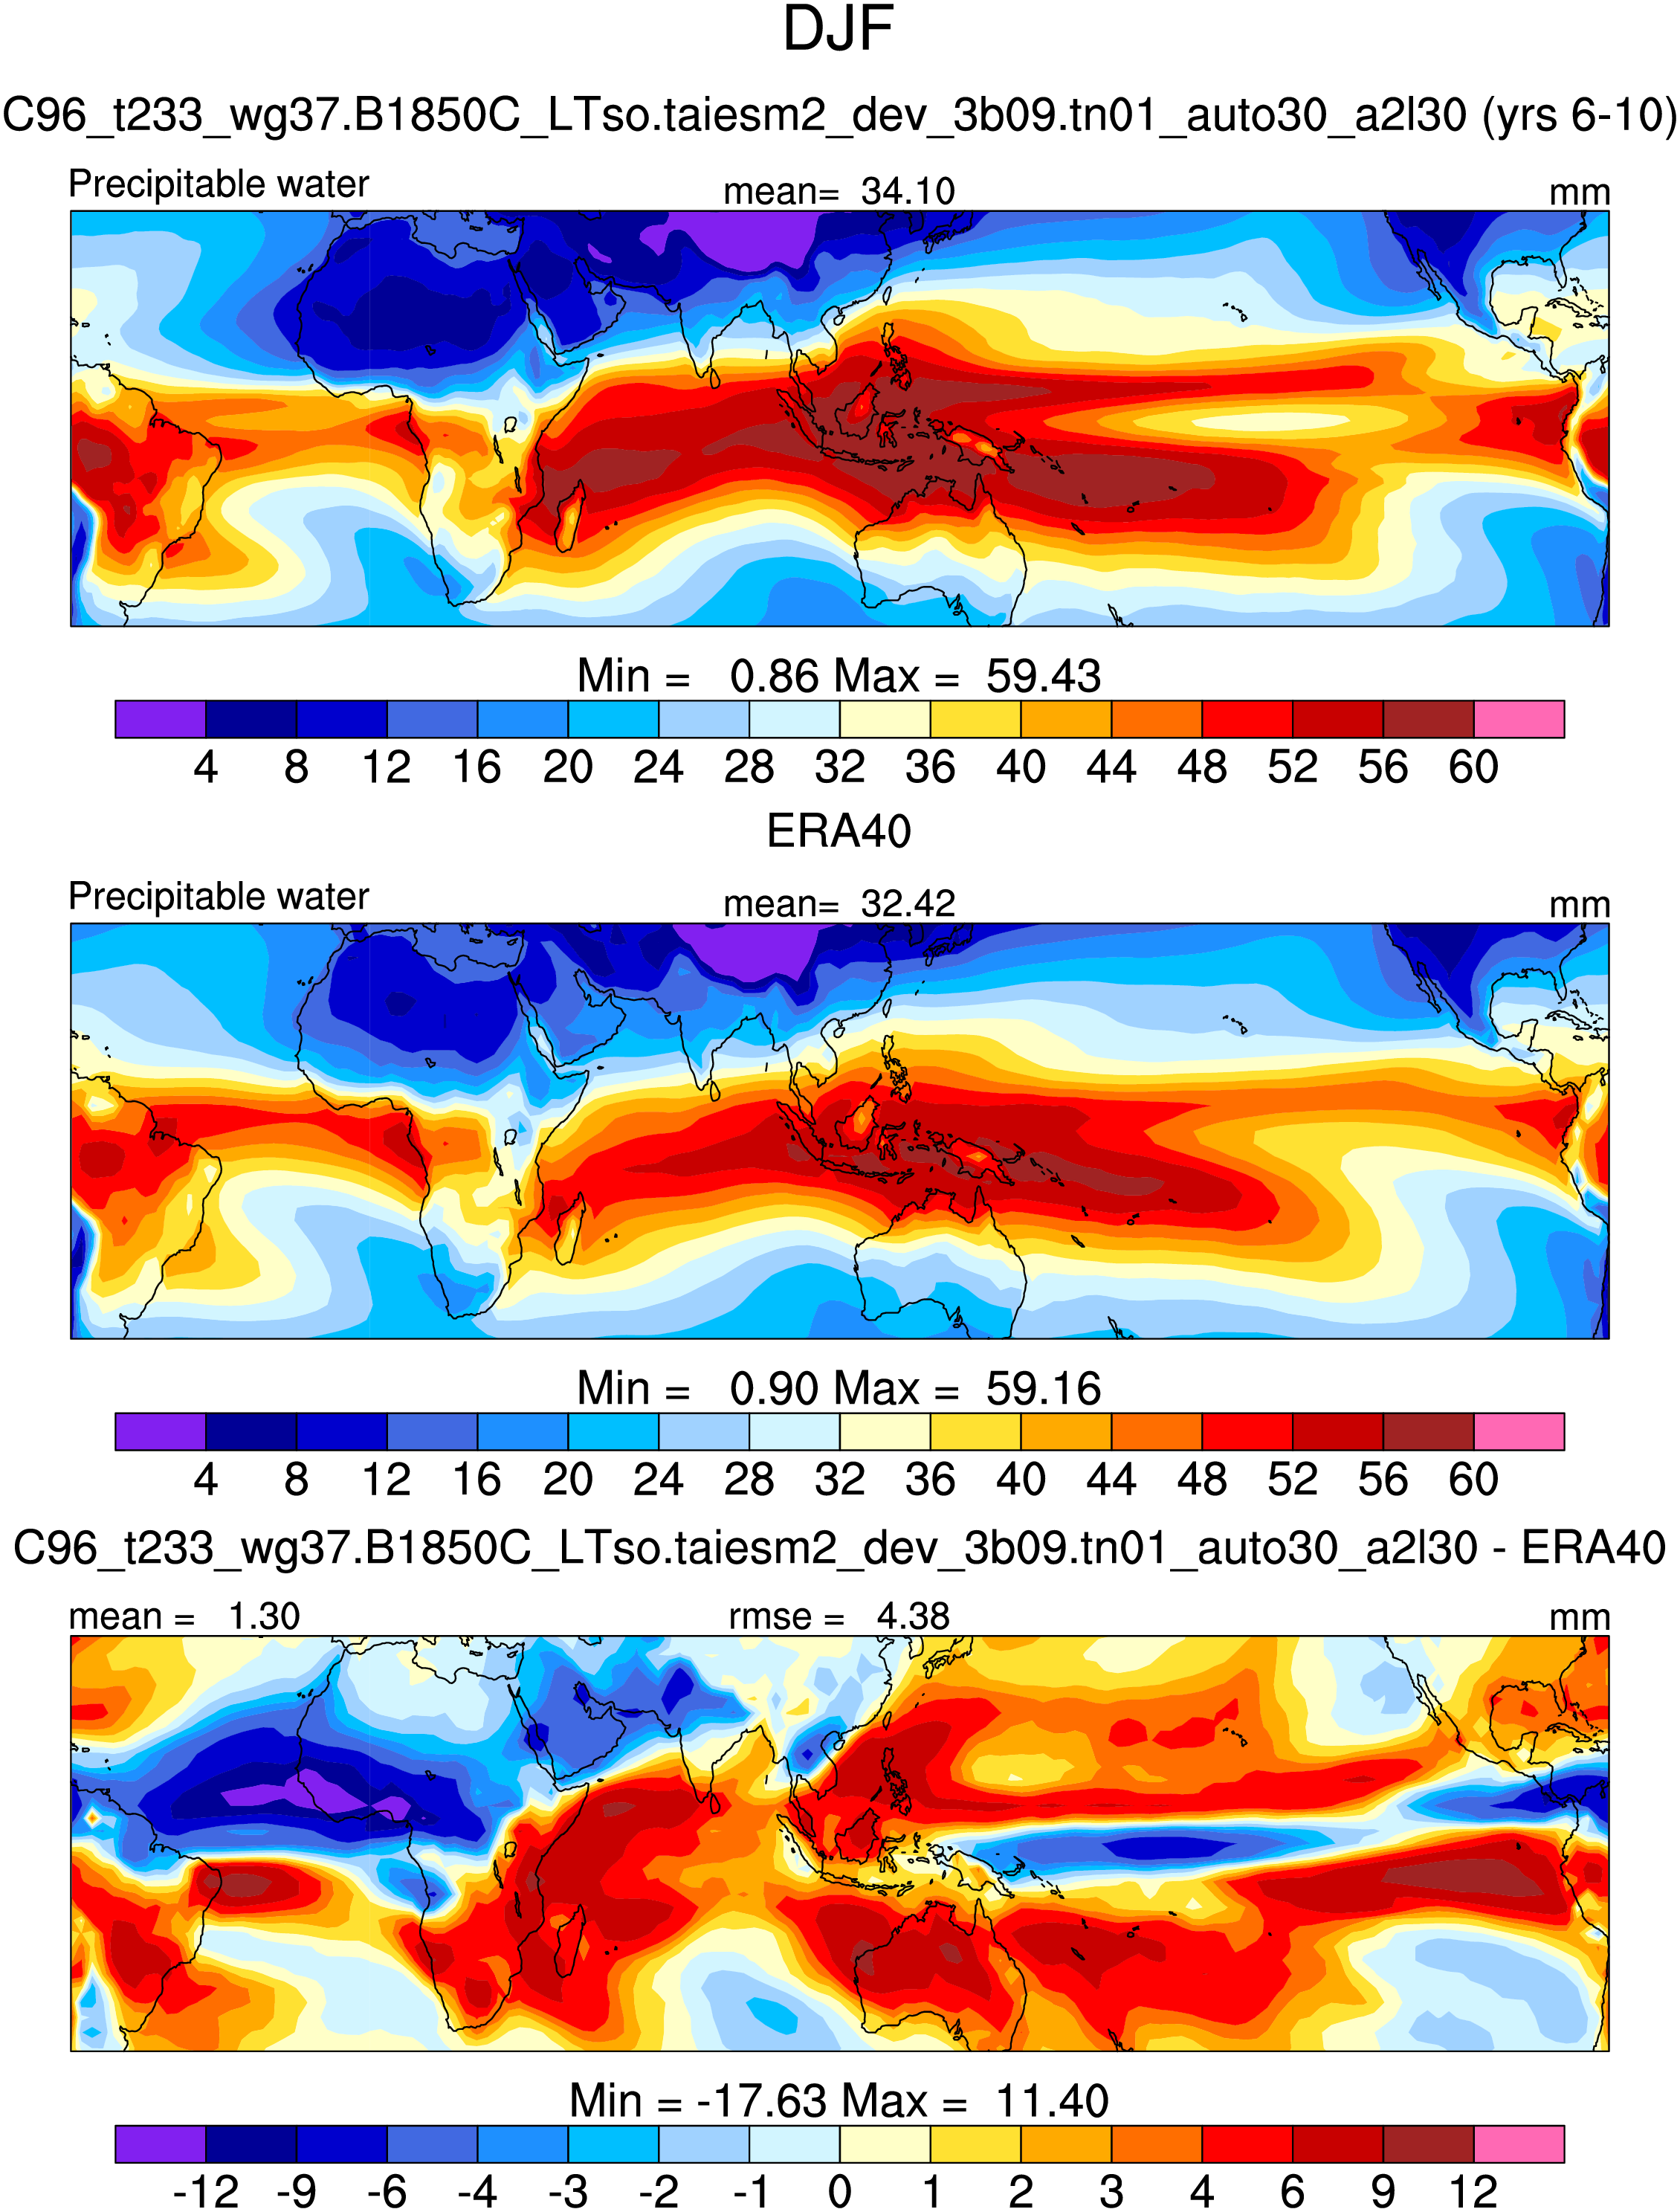 DJF
C96_t233_wg37.B1850C_LTso.taiesm2_dev_3b09.tn01_auto30_a2l30 (yrs 6-10)
Precipitable water mean= 34.10 mm
Min = 0.86 Max = 59.43
4 8 12 16 20 24 28 32 36 40 44 48 52 56 60
ERA40
Precipitable water mean= 32.42 mm
Min = 0.90 Max = 59.16
4 8 12 16 20 24 28 32 36 40 44 48 52 56 60
C96_t233_wg37.B1850C_LTso.taiesm2_dev_3b09.tn01_auto30_a2l30 - ERA40
mean = 1.30 rmse = 4.38 mm
Min = -17.63 Max = 11.40
-12 -9 -6 -4 -3 -2 -1 0 1 2 3 4 6 9 12